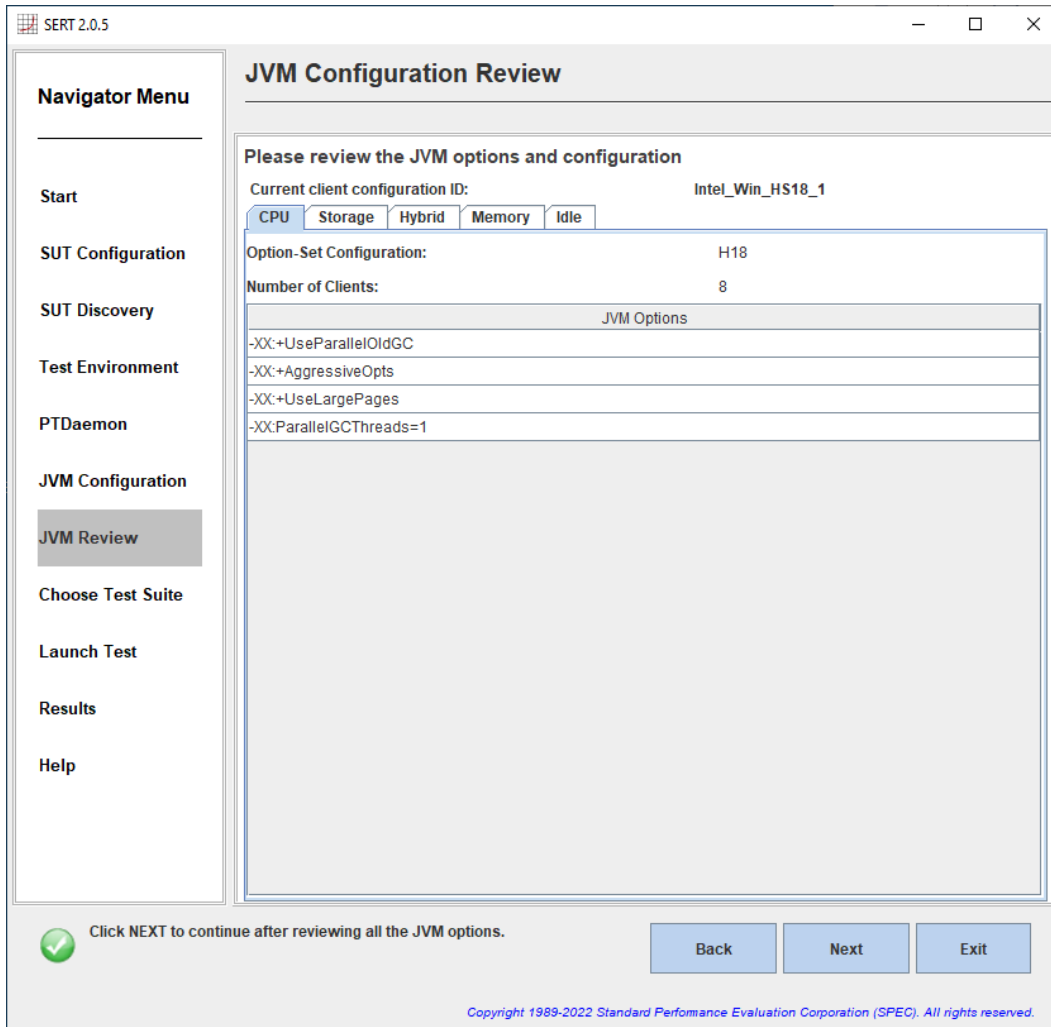 SERT 2.0.5
Navigator Menu
Start
SUT Configuration
SUT Discovery
Test Environment
PTDaemon
JVM Configuration
JVM Review
Choose Test Suite
Launch Test
Results
Help
JVM Configuration Review
Please review the JVM options and configuration
Current client configuration ID: Intel_Win_HS18_1
CPU Storage Hybrid Memory Idle
Option-Set Configuration: H18
Number of Clients: 8
JVM Options
-XX:+UseParallelOldGC
-XX:+AggressiveOpts
-XX:+UseLargePages
-XX:ParallelGCThreads=1
Click NEXT to continue after reviewing all the JVM options.
Back Next Exit
Copyright 1989-2022 Standard Performance Evaluation Corporation (SPEC). All rights reserved.